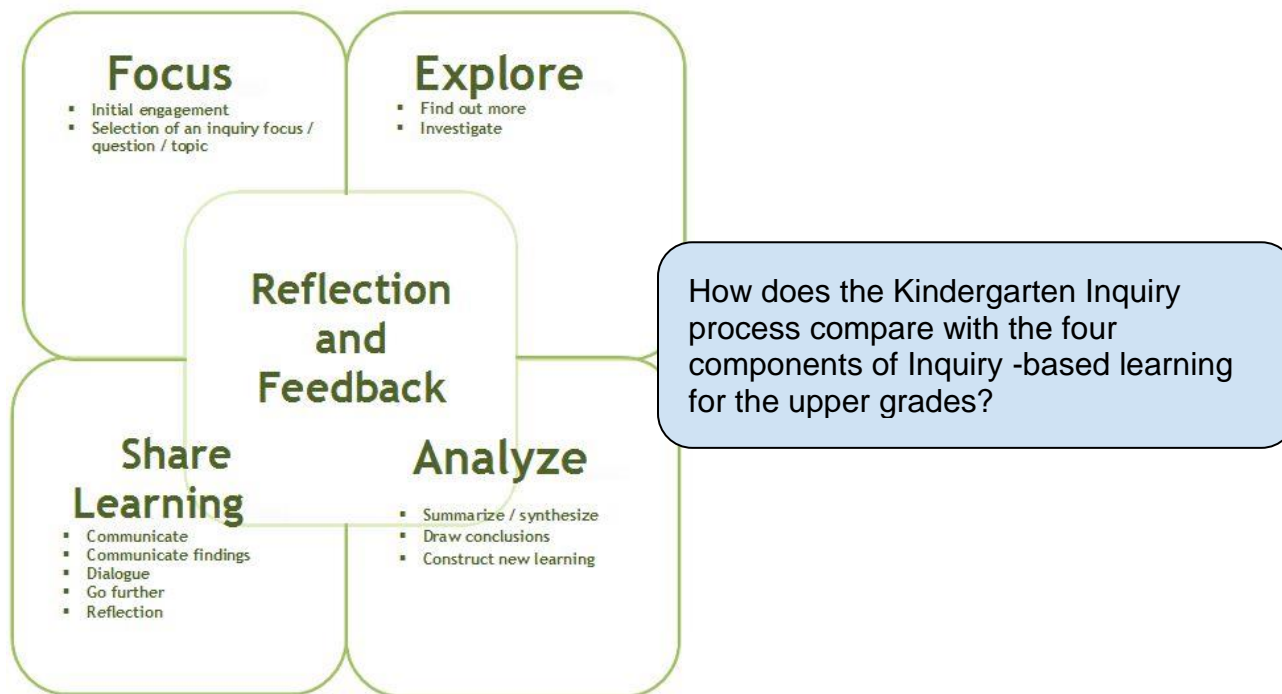 Focus
▪ Initial engagement
▪ Selection of an inquiry focus /
question / topic
Explore
▪ Find out more
▪ Investigate
Reflection
and
Feedback
Share
Learning
▪ Communicate
▪ Communicate findings
▪ Dialogue
▪ Go further
▪ Reflection
Analyze
▪ Summarize / synthesize
▪ Draw conclusions
▪ Construct new learning
How does the Kindergarten Inquiry
process compare with the four
components of Inquiry -based learning
for the upper grades?